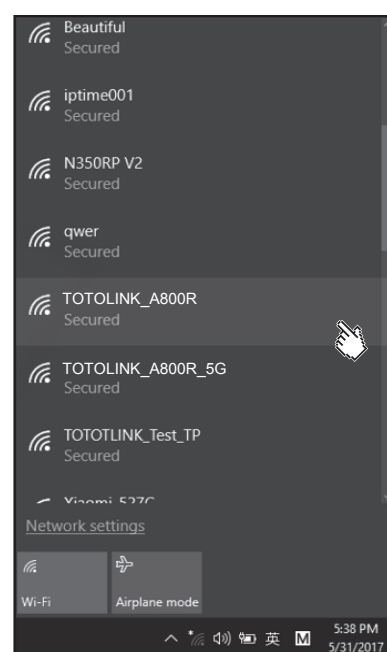 Beautiful
Secured
iptime001
Secured
N350RP V2
Secured
qwer
Secured
TOTOLINK_A800R
Secured
TOTOLINK_A800R_5G
Secured
TOTOTLINK_Test_TP
Secured
Xiaomi_527C
Network settings
Wi-Fi
Airplane mode
英
M
5:38 PM
5/31/2017